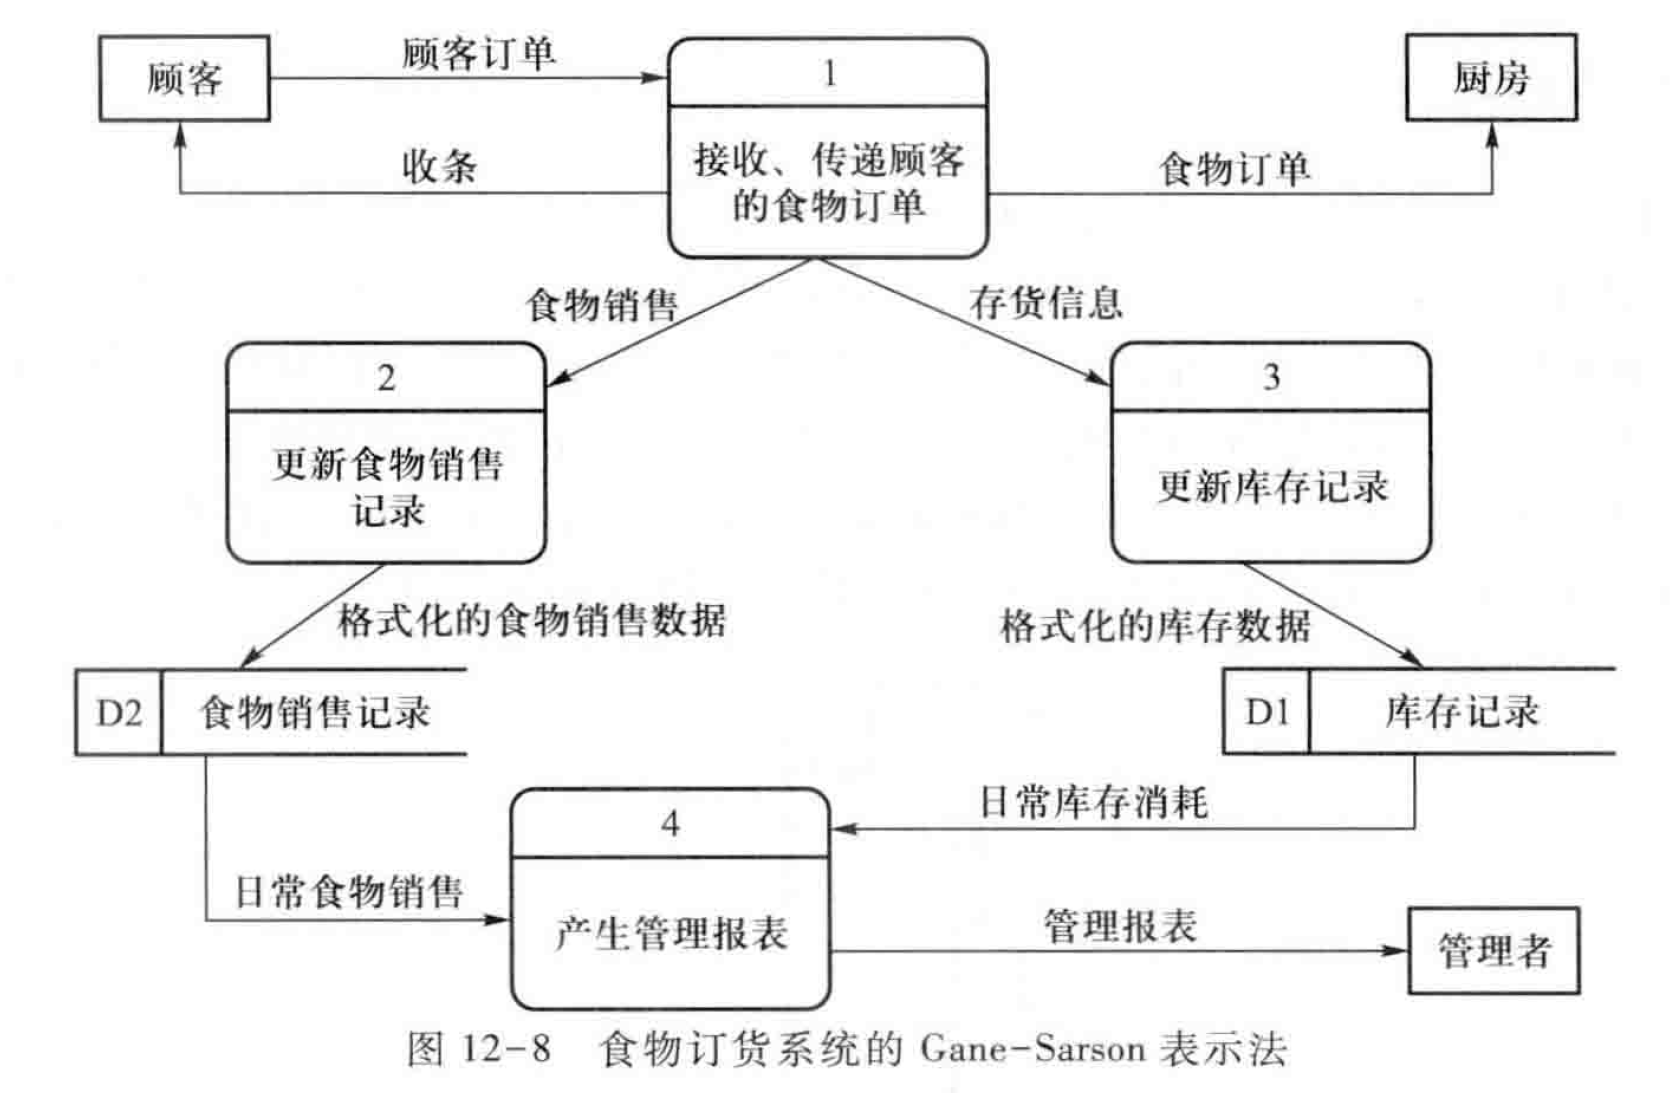 顾客
顾客订单
1
厨房
收条
接收、传递顾客
的食物订单
食物订单
食物销售
存货信息
2
更新食物销售
记录
3
更新库存记录
格式化的食物销售数据
格式化的库存数据
D2
食物销售记录
D1
库存记录
日常库存消耗
4
日常食物销售
产生管理报表
管理报表
管理者
图 12-8 食物订货系统的 Gane-Sarson 表示法